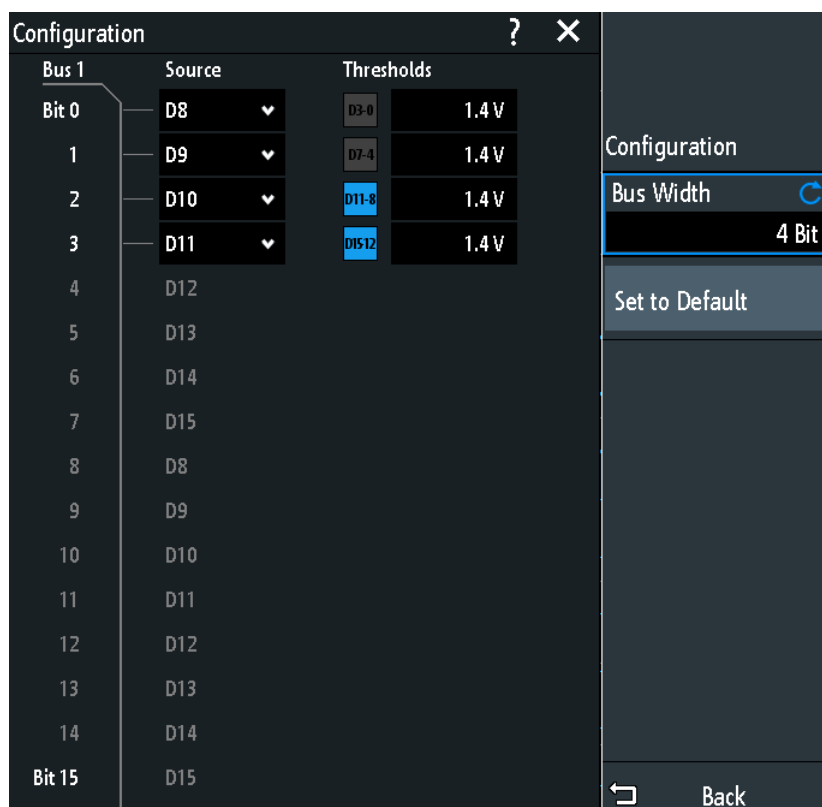 Configuration ?
Bus 1 Source Thresholds
Bit 0 D8 D3-0 1.4 V
1 D9 D7-4 1.4 V
2 D10 D11-8 1.4 V
3 D11 D1512 1.4 V
4 D12
5 D13
6 D14
7 D15
8 D8
9 D9
10 D10
11 D11
12 D12
13 D13
14 D14
Bit 15 D15
Configuration
Bus Width
4 Bit
Set to Default
Back